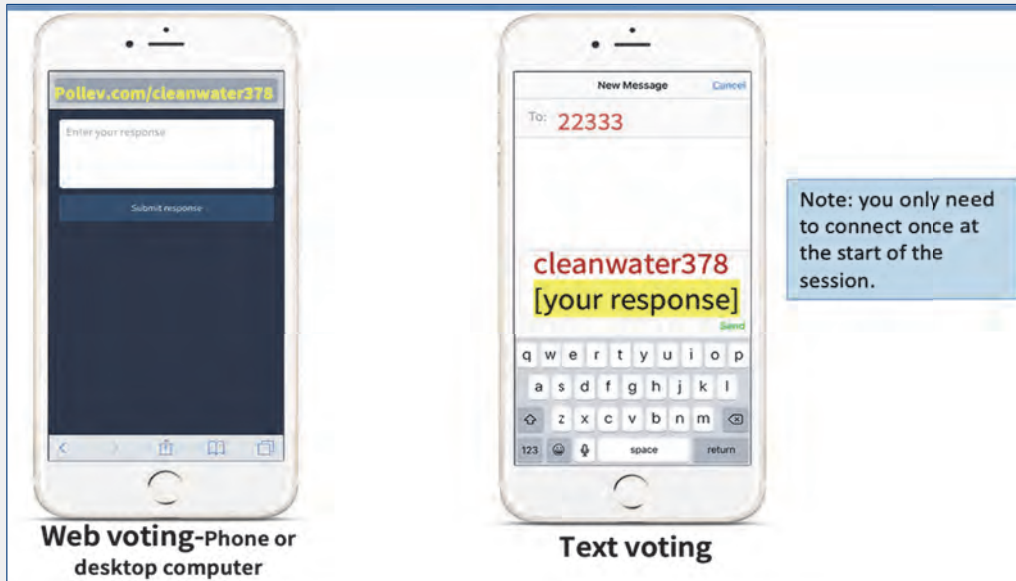 Pollev.com/cleanwater378
Enter your response
Submit response
Web voting-Phone or
desktop computer
New Message
Cancel
To: 22333
cleanwater378
[your response]
Send
q w e r t y u i o p
a s d f g h j k l
z x c v b n m
123 space return
Text voting
Note: you only need
to connect once at
the start of the
session.